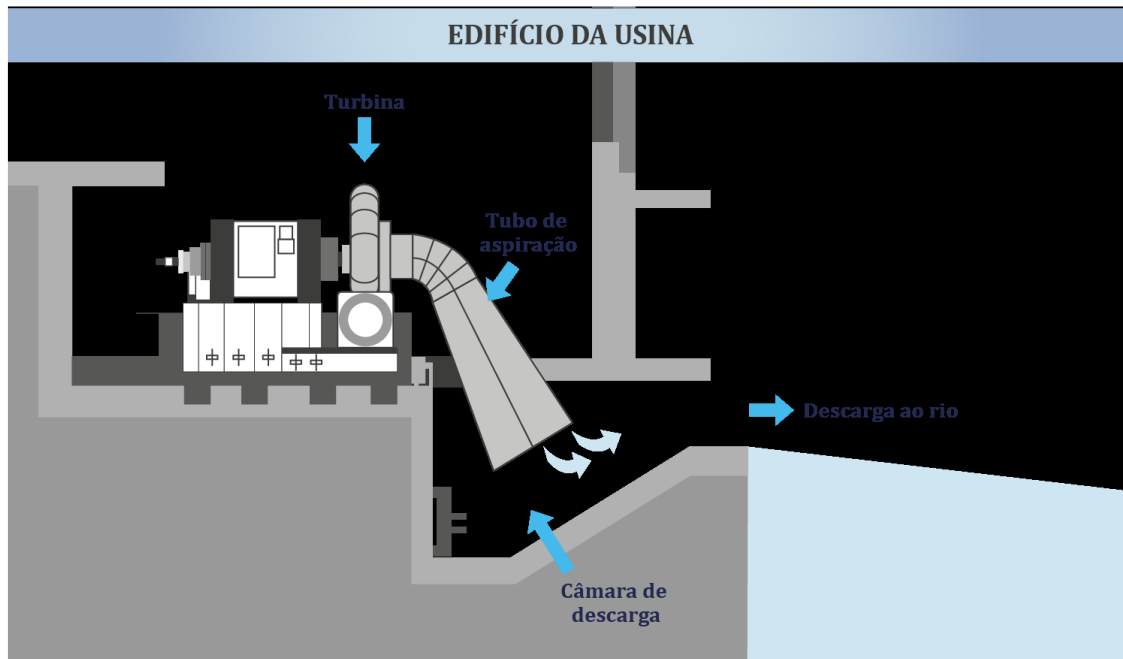 EDIFÍCIO DA USINA
Turbina
Tubo de
aspiração
Descarga ao rio
Câmara de
descarga